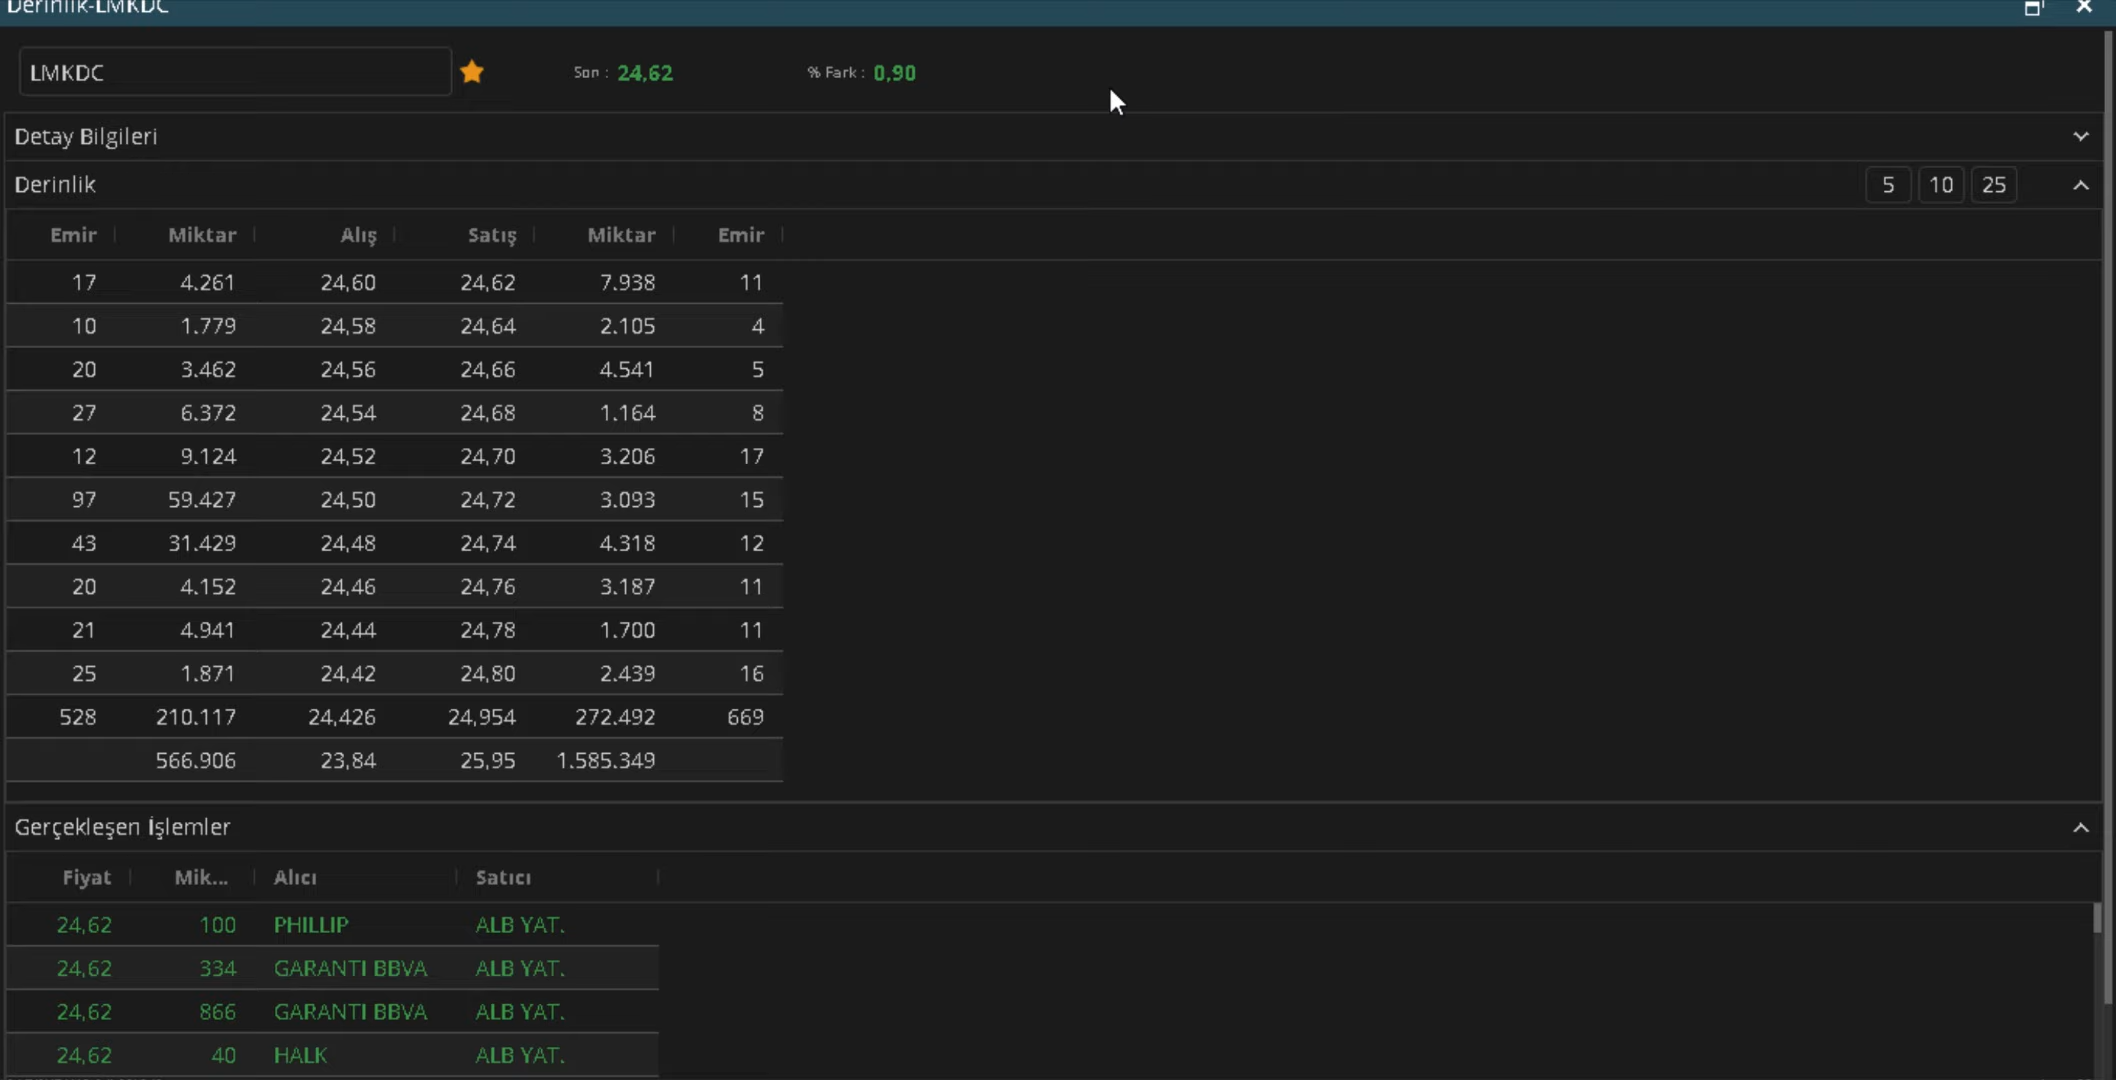 Derinlik-LMKDC
LMKDC Son : 24,62 % Fark : 0,90
Detay Bilgileri
Derinlik 5 10 25
Emir Miktar Alış Satış Miktar Emir
17 4.261 24,60 24,62 7.938 11
10 1.779 24,58 24,64 2.105 4
20 3.462 24,56 24,66 4.541 5
27 6.372 24,54 24,68 1.164 8
12 9.124 24,52 24,70 3.206 17
97 59.427 24,50 24,72 3.093 15
43 31.429 24,48 24,74 4.318 12
20 4.152 24,46 24,76 3.187 11
21 4.941 24,44 24,78 1.700 11
25 1.871 24,42 24,80 2.439 16
528 210.117 24,426 24,954 272.492 669
566.906 23,84 25,95 1.585.349
Gerçekleşen İşlemler
Fiyat Mik... Alıcı Satıcı
24,62 100 PHILLIP ALB YAT.
24,62 334 GARANTI BBVA ALB YAT.
24,62 866 GARANTI BBVA ALB YAT.
24,62 40 HALK ALB YAT.